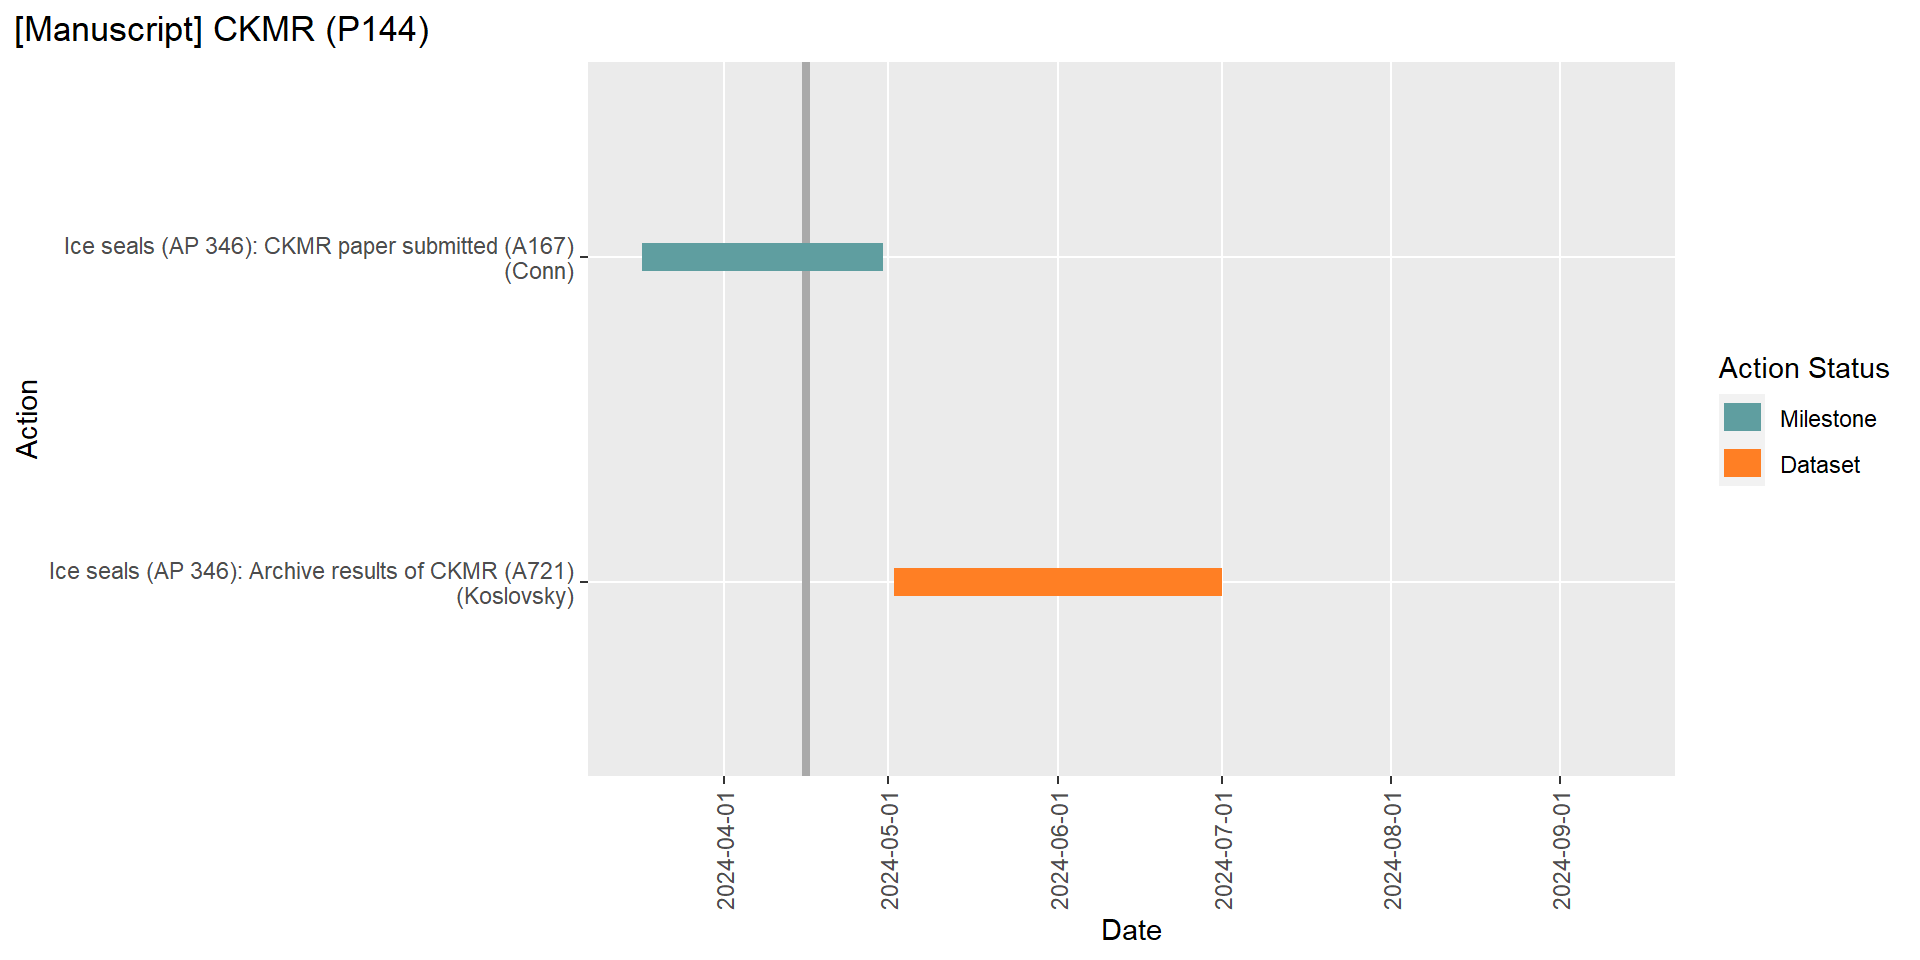 [Manuscript] CKMR (P144)
Ice seals (AP 346): CKMR paper submitted (A167)
(Conn)
Ice seals (AP 346): Archive results of CKMR (A721)
(Koslovsky)
Action
2024-04-01
2024-05-01
2024-06-01
2024-07-01
2024-08-01
2024-09-01
Date
Action Status
Milestone
Dataset